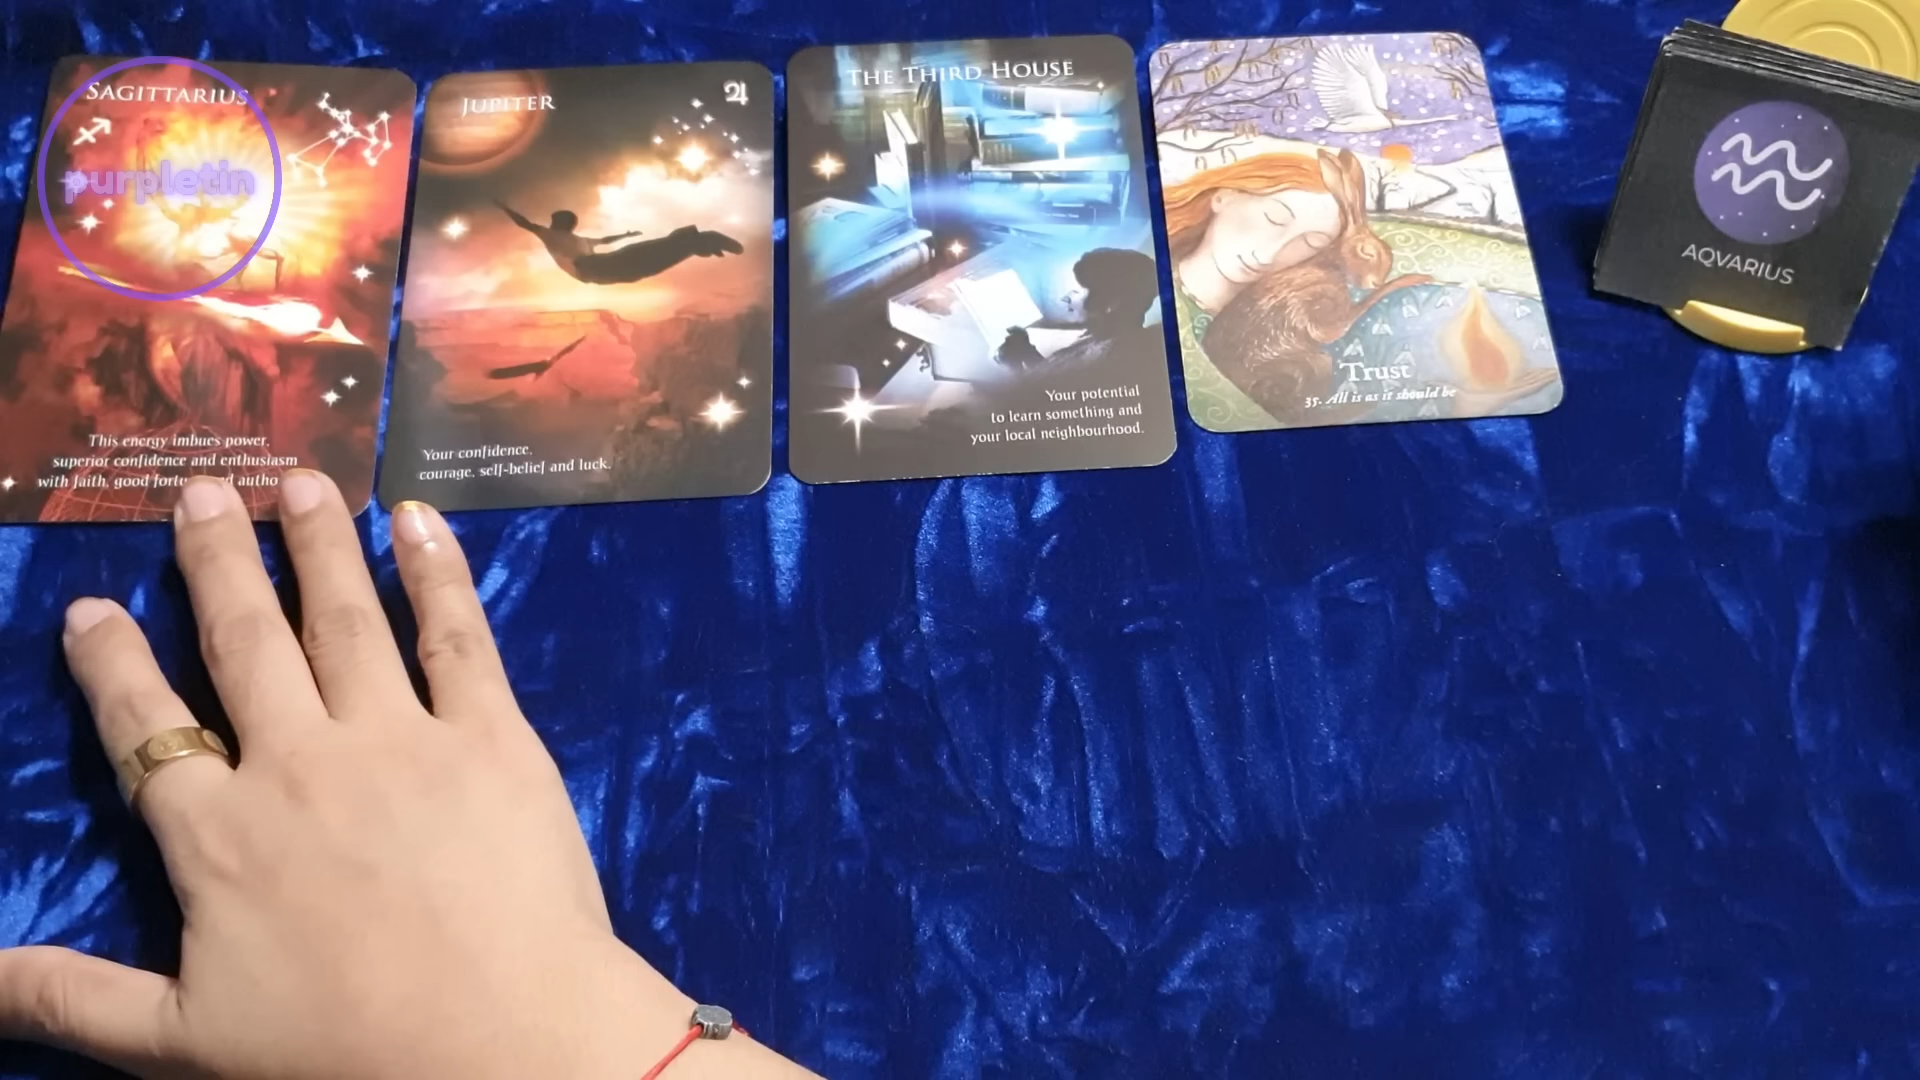 SAGITTARIUS
purpletin
This energy imbues power,
superior confidence and enthusiasm
with faith, good d autho
JUPITER
Your confidence,
courage, self-belief and luck.
THE THIRD HOUSE
Your potential
to learn something and
your local neighbourhood.
Trust
35. All is as it should be
AQVARIUS